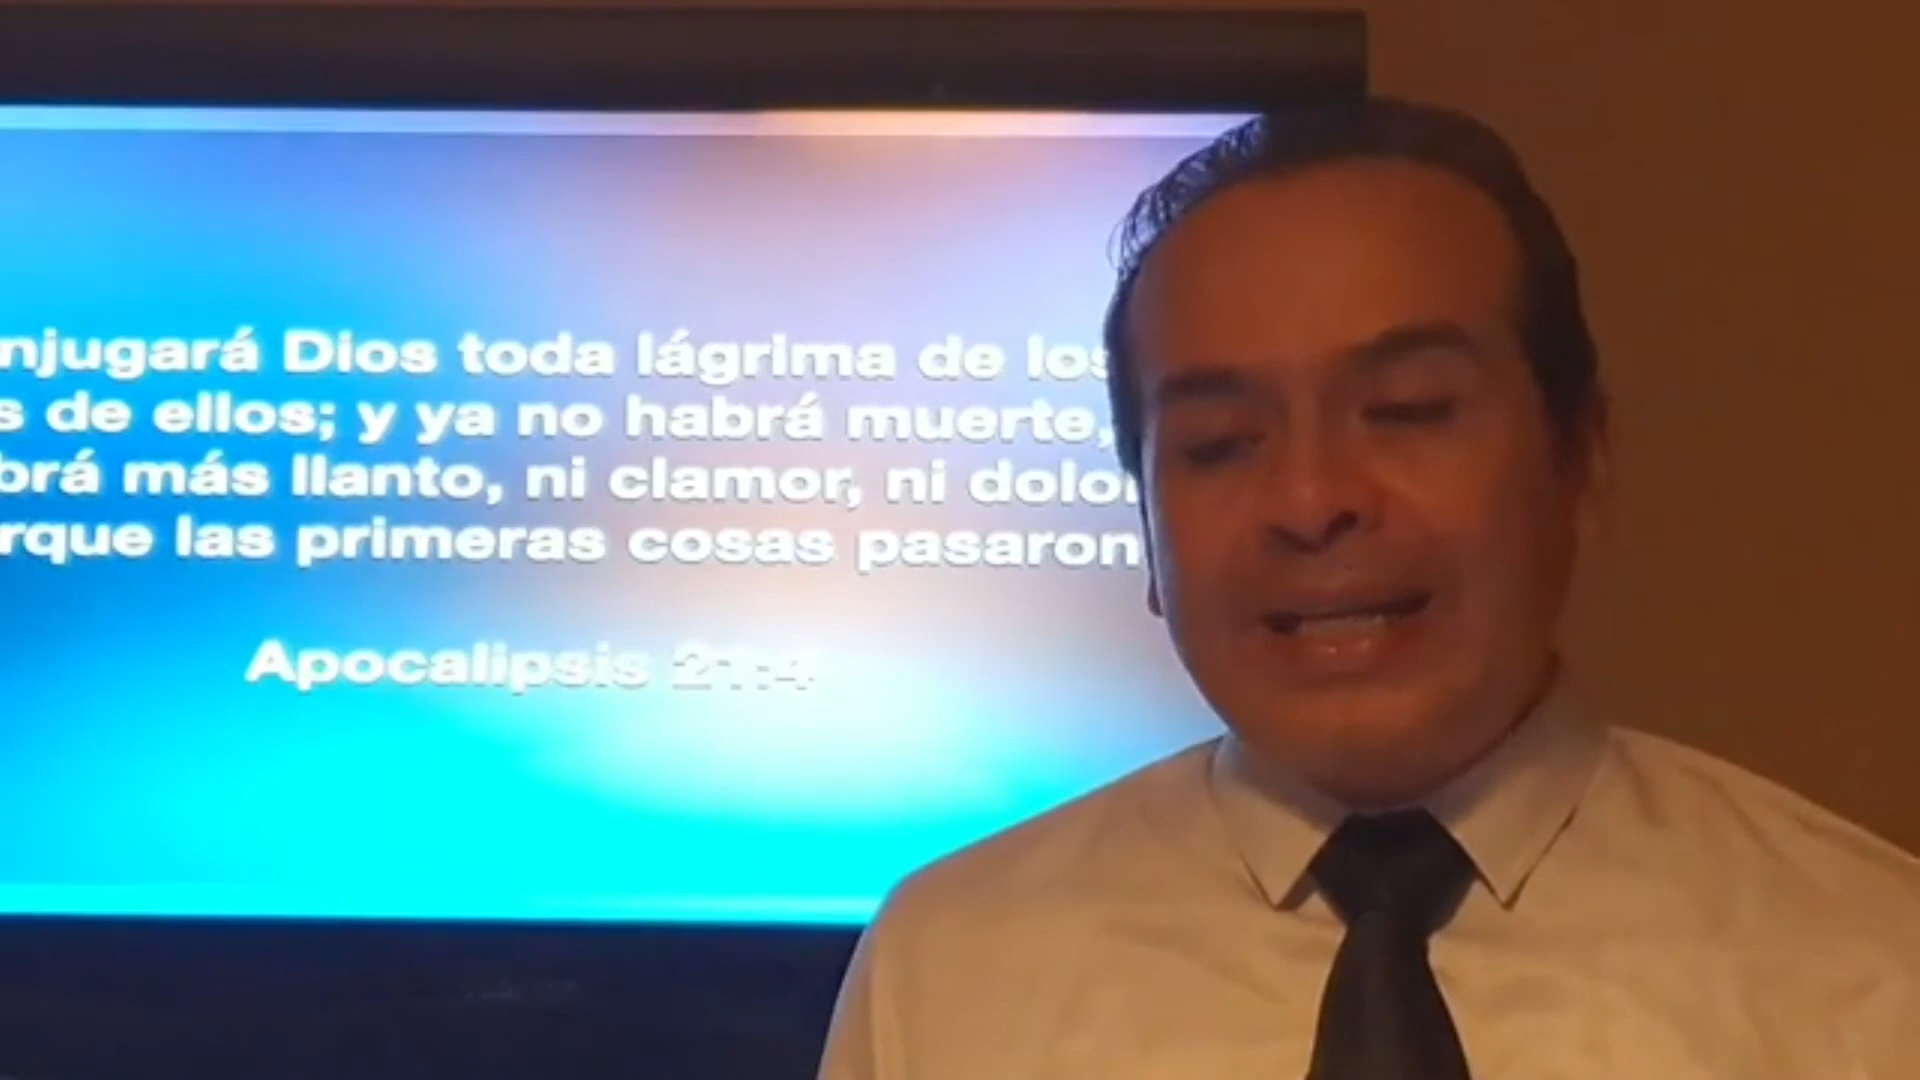 njugará Dios toda lágrima de los
s de ellos; y ya no habrá muerte,
brá más llanto, ni clamor, ni dolor
rque las primeras cosas pasaron
Apocalipsis 21:4